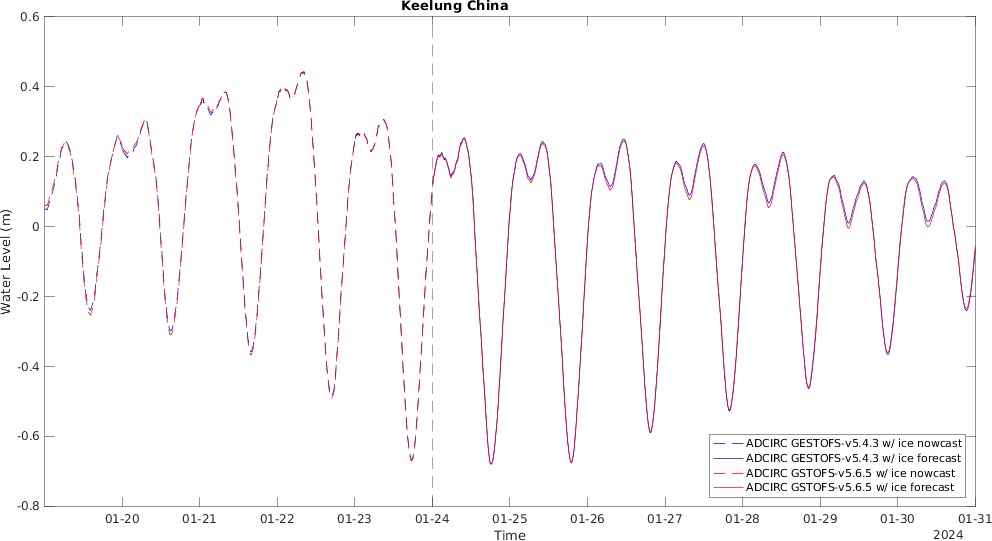 Keelung China
0.6
0.4
0.2
0
-0.2
-0.4
-0.6
-0.8
Water Level (m)
ADCIRC GESTOFS-v5.4.3 w/ ice nowcast
ADCIRC GESTOFS-v5.4.3 w/ ice forecast
ADCIRC GSTOFS-v5.6.5 w/ ice nowcast
ADCIRC GSTOFS-v5.6.5 w/ ice forecast
01-20 01-21 01-22 01-23 01-24 01-25 01-26 01-27 01-28 01-29 01-30 01-31
Time
2024